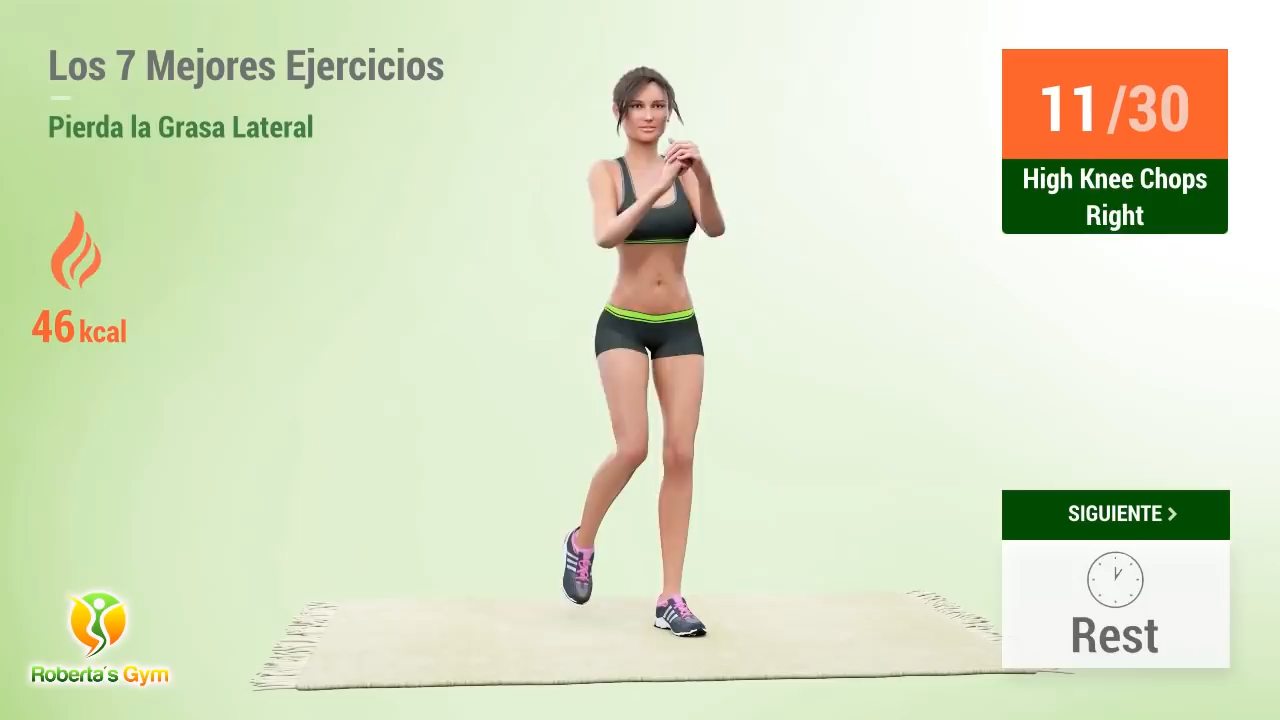 Los 7 Mejores Ejercicios
Pierda la Grasa Lateral
11/30
High Knee Chops
Right
46 kcal
SIGUIENTE >
Rest
Roberta´s Gym